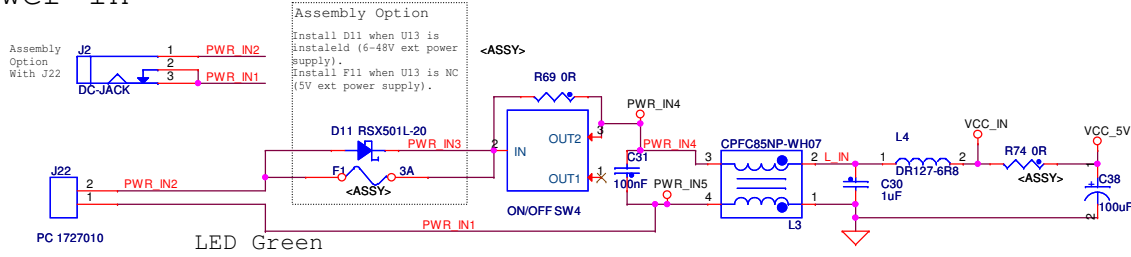 Assembly Option
Install D11 when U13 is
instaleld (6-48V ext power
supply).
Install F11 when U13 is NC
(5V ext power supply).
<ASSY>
Assembly
Option
With J22
J2
1
PWR_IN2
2
3
PWR_IN1
DC-JACK
R69 0R
PWR_IN4
D11 RSX501L-20
PWR_IN3
2
IN
OUT2
3
OUT1
1
ON/OFF SW4
F1
3A
<ASSY>
C31
100nF
PWR_IN4
PWR_IN5
CPFC85NP-WH07
3
2
4
1
L3
L_IN
C30
1uF
L4
1
2
DR127-6R8
VCC_IN
R74 0R
<ASSY>
VCC_5V
1
C38
100uF
2
J22
2
PWR_IN2
1
PWR_IN1
PC 1727010
LED Green